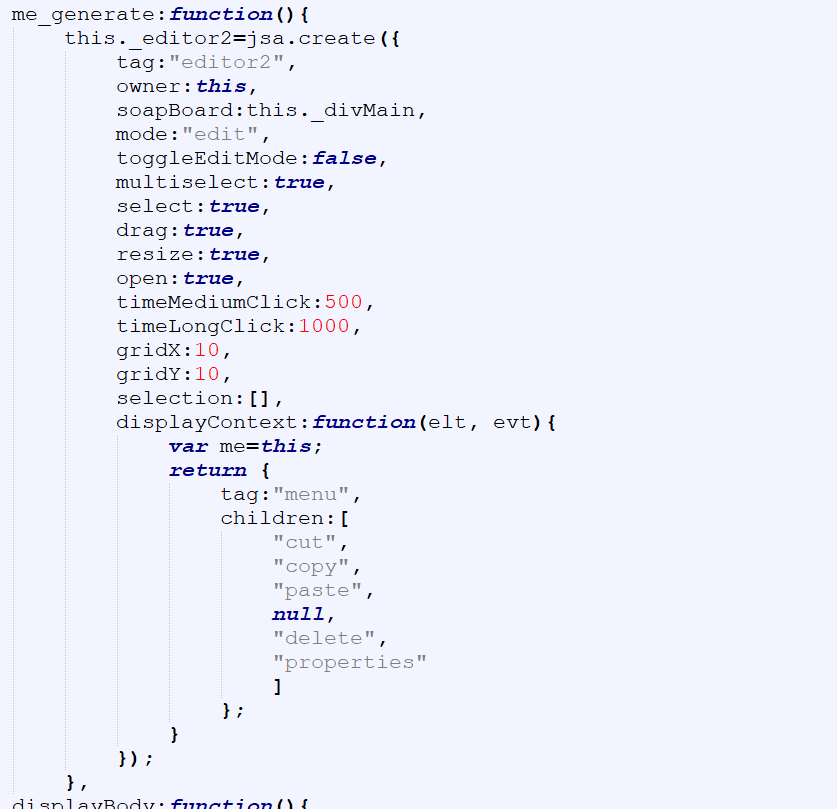 me_generate:function(){
this._editor2=jsa.create({
tag:"editor2",
owner:this,
soapBoard:this._divMain,
mode:"edit",
toggleEditMode:false,
multiselect:true,
select:true,
drag:true,
resize:true,
open:true,
timeMediumClick:500,
timeLongClick:1000,
gridX:10,
gridY:10,
selection:[],
displayContext:function(elt, evt){
var me=this;
return {
tag:"menu",
children:[
"cut",
"copy",
"paste",
null,
"delete",
"properties"
]
};
}
});
},
displayBody:function(){